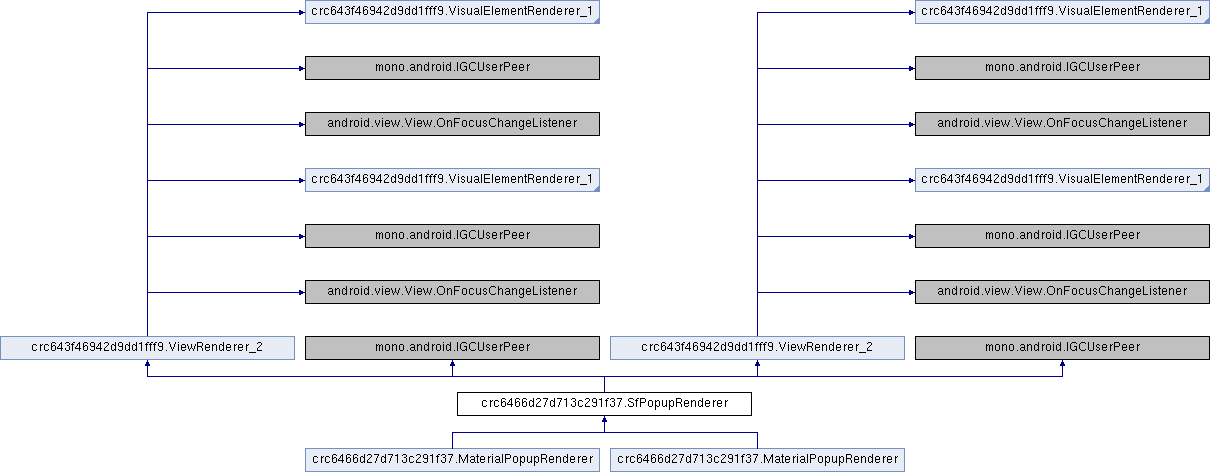 crc643f46942d9dd1fff9.VisualElementRenderer_1
crc643f46942d9dd1fff9.VisualElementRenderer_1
mono.android.IGCUserPeer
mono.android.IGCUserPeer
android.view.View.OnFocusChangeListener
android.view.View.OnFocusChangeListener
crc643f46942d9dd1fff9.VisualElementRenderer_1
crc643f46942d9dd1fff9.VisualElementRenderer_1
mono.android.IGCUserPeer
mono.android.IGCUserPeer
android.view.View.OnFocusChangeListener
android.view.View.OnFocusChangeListener
crc643f46942d9dd1fff9.ViewRenderer_2
mono.android.IGCUserPeer
crc643f46942d9dd1fff9.ViewRenderer_2
mono.android.IGCUserPeer
crc6466d27d713c291f37.SfPopupRenderer
crc6466d27d713c291f37.MaterialPopupRenderer
crc6466d27d713c291f37.MaterialPopupRenderer